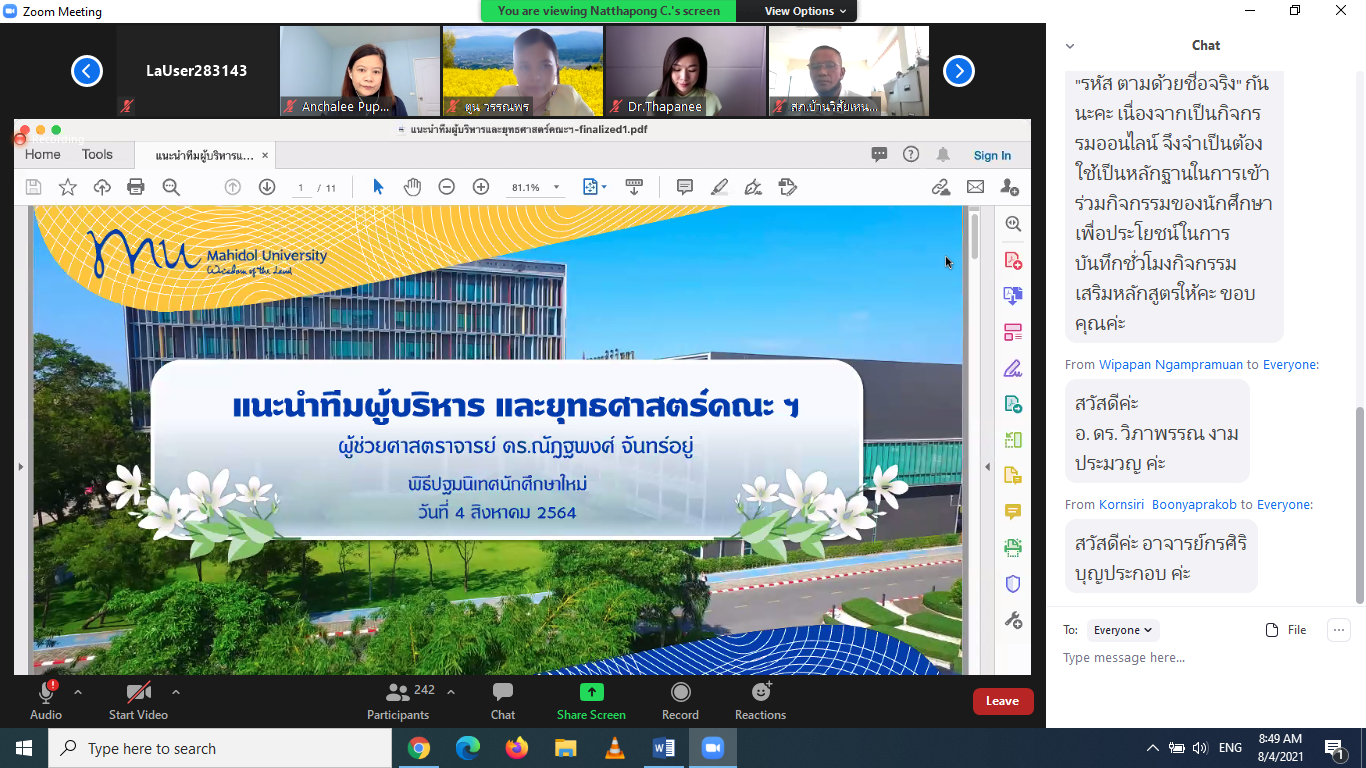 Zoom Meeting
You are viewing Natthapong C.'s screen
View Options
LaUser283143
Anchalee Pup...
ตูน วรรณพร
Dr.Thapanee
สภ.บ้านวิสัยเหน...
Recording
แนะนำทีมผู้บริหารและยุทธศาสตร์คณะฯ-finalized1.pdf
Home
Tools
แนะนำทีมผู้บริหารแ...
Sign In
1 / 11
81.1%
mu
Mahidol University
Wisdom of the Land
แนะนำทีมผู้บริหาร และยุทธศาสตร์คณะ ฯ
ผู้ช่วยศาสตราจารย์ ดร.ณัฏฐพงศ์ จันทร์อยู่
พิธีปฐมนิเทศนักศึกษาใหม่
วันที่ 4 สิงหาคม 2564
Chat
"รหัส ตามด้วยชื่อจริง" กัน
นะคะ เนื่องจากเป็นกิจกร
รมออนไลน์ จึงจำเป็นต้อง
ใช้เป็นหลักฐานในการเข้า
ร่วมกิจกรรมของนักศึกษา
เพื่อประโยชน์ในการ
บันทึกชั่วโมงกิจกรรม
เสริมหลักสูตรให้คะ ขอบ
คุณค่ะ
From Wipapan Ngampramuan to Everyone:
สวัสดีค่ะ
อ. ดร. วิภาพรรณ งาม
ประมวญ ค่ะ
From Kornsiri Boonyaprakob to Everyone:
สวัสดีค่ะ อาจารย์กรศิริ
บุญประกอบ ค่ะ
To: Everyone
File
Type message here...
Audio
Start Video
242
Participants
Chat
Share Screen
Record
Reactions
Leave
Type here to search
ENG
8:49 AM
8/4/2021
1